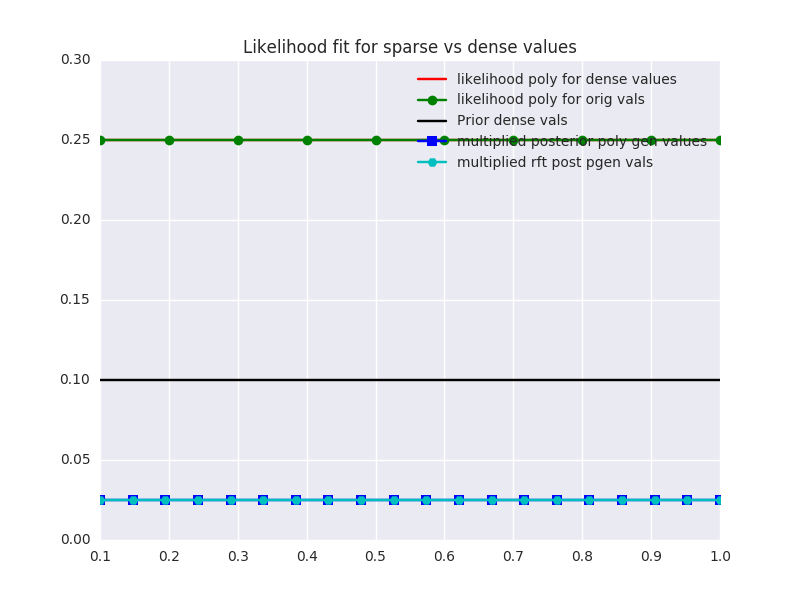 Likelihood fit for sparse vs dense values
0.30
0.25
0.20
0.15
0.10
0.05
0.00
likelihood poly for dense values
likelihood poly for orig vals
Prior dense vals
multiplied posterior poly gen values
multiplied rft post pgen vals
0.1 0.2 0.3 0.4 0.5 0.6 0.7 0.8 0.9 1.0